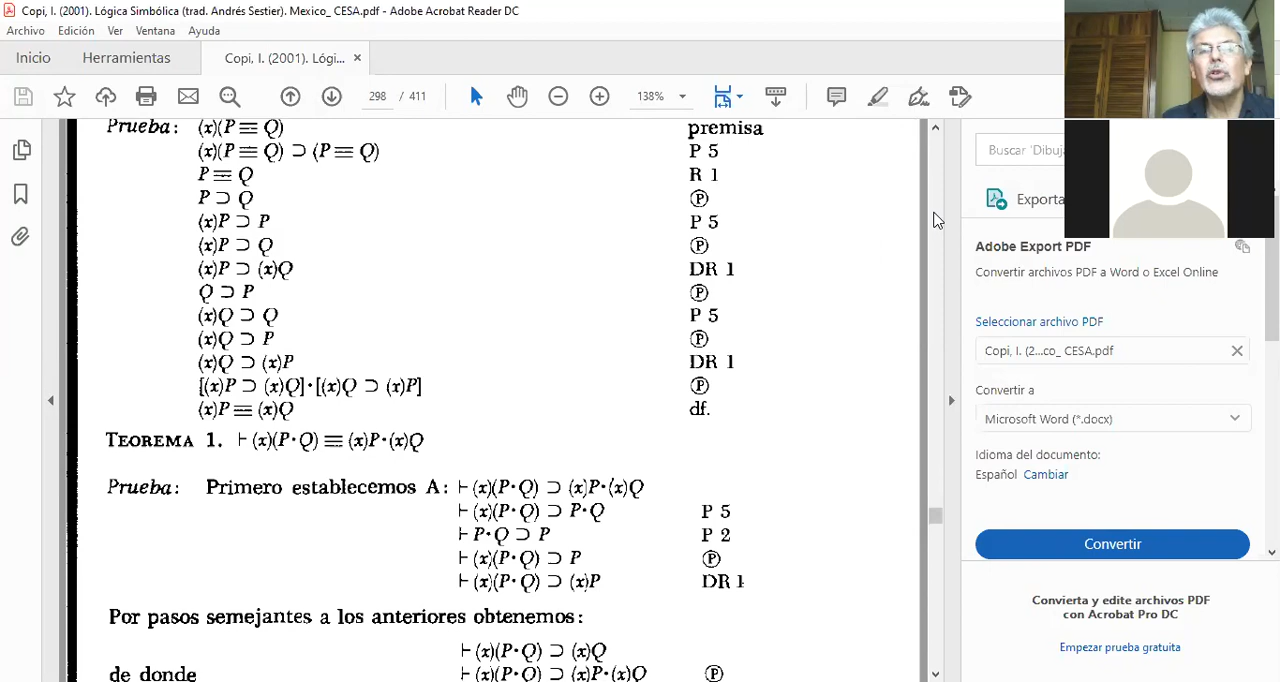 Copi, I. (2001). Lógica Simbólica (trad. Andrés Sestier). Mexico_ CESA.pdf - Adobe Acrobat Reader DC
Archivo Edición Ver Ventana Ayuda
Inicio Herramientas Copi, I. (2001). Lógi... ×
298 / 411 138%
Prueba: (x)(P ≡ Q) premisa
(x)(P ≡ Q) ⊃ (P ≡ Q) P 5
P ≡ Q R 1
P ⊃ Q Ⓟ
(x)P ⊃ P P 5
(x)P ⊃ Q Ⓟ
(x)P ⊃ (x)Q DR 1
Q ⊃ P Ⓟ
(x)Q ⊃ Q P 5
(x)Q ⊃ P Ⓟ
(x)Q ⊃ (x)P DR 1
[(x)P ⊃ (x)Q]·[(x)Q ⊃ (x)P] Ⓟ
(x)P ≡ (x)Q df.
TEOREMA 1. ⊢ (x)(P·Q) ≡ (x)P·(x)Q
Prueba: Primero establecemos A: ⊢ (x)(P·Q) ⊃ (x)P·(x)Q
⊢ (x)(P·Q) ⊃ P·Q P 5
⊢ P·Q ⊃ P P 2
⊢ (x)(P·Q) ⊃ P Ⓟ
⊢ (x)(P·Q) ⊃ (x)P DR 1
Por pasos semejantes a los anteriores obtenemos:
⊢ (x)(P·Q) ⊃ (x)Q
de donde ⊢ (x)(P·Q) ⊃ (x)P·(x)Q Ⓟ
Buscar 'Dibuj
Exporta
Adobe Export PDF
Convertir archivos PDF a Word o Excel Online
Seleccionar archivo PDF
Copi, I. (2...co_ CESA.pdf
Convertir a
Microsoft Word (*.docx)
Idioma del documento:
Español Cambiar
Convertir
Convierta y edite archivos PDF
con Acrobat Pro DC
Empezar prueba gratuita